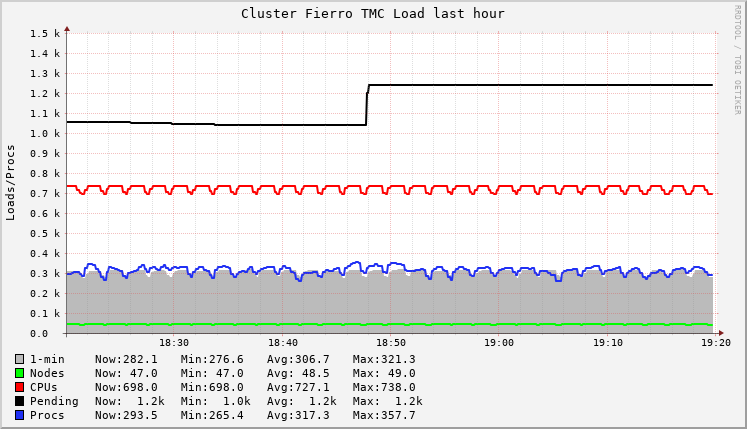 Cluster Fierro TMC Load last hour
RRDTOOL / TOBI OETIKER
Loads/Procs
1.5 k
1.4 k
1.3 k
1.2 k
1.1 k
1.0 k
0.9 k
0.8 k
0.7 k
0.6 k
0.5 k
0.4 k
0.3 k
0.2 k
0.1 k
0.0
18:30 18:40 18:50 19:00 19:10 19:20
1-min Now:282.1 Min:276.6 Avg:306.7 Max:321.3
Nodes Now: 47.0 Min: 47.0 Avg: 48.5 Max: 49.0
CPUs Now:698.0 Min:698.0 Avg:727.1 Max:738.0
Pending Now: 1.2k Min: 1.0k Avg: 1.2k Max: 1.2k
Procs Now:293.5 Min:265.4 Avg:317.3 Max:357.7